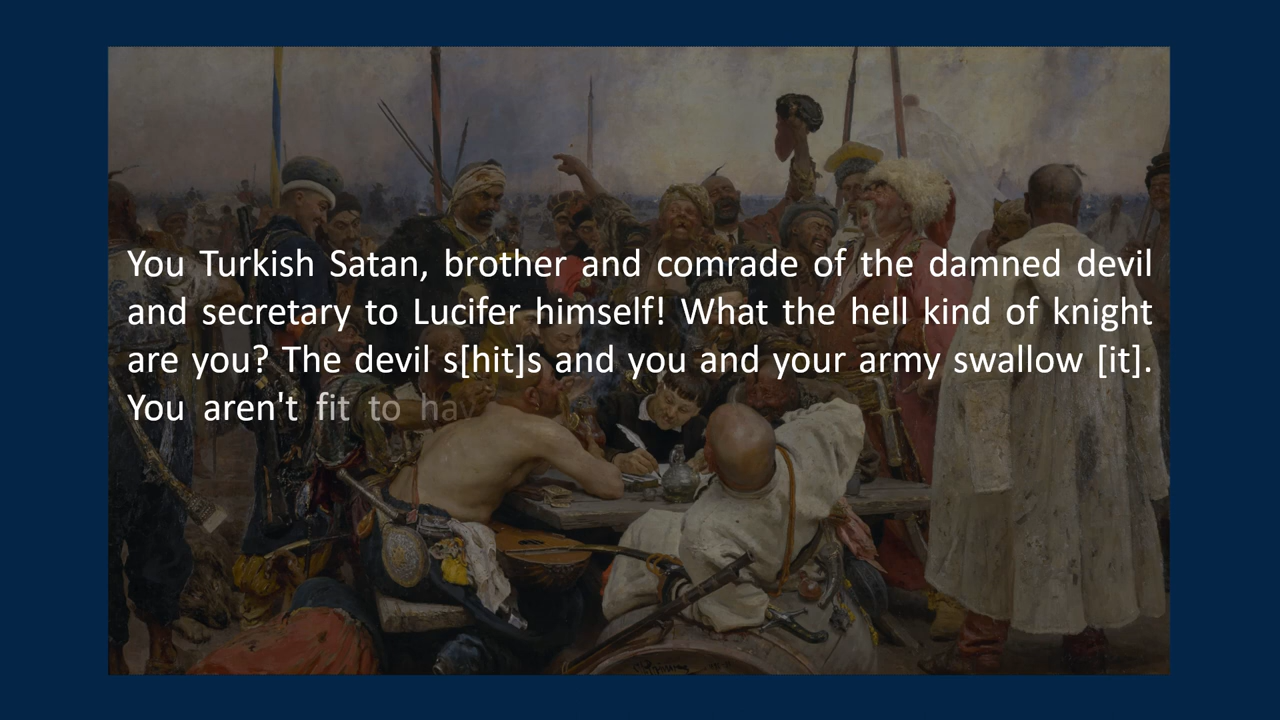 You Turkish Satan, brother and comrade of the damned devil
and secretary to Lucifer himself! What the hell kind of knight
are you? The devil s[hit]s and you and your army swallow [it].
You aren't fit to hav